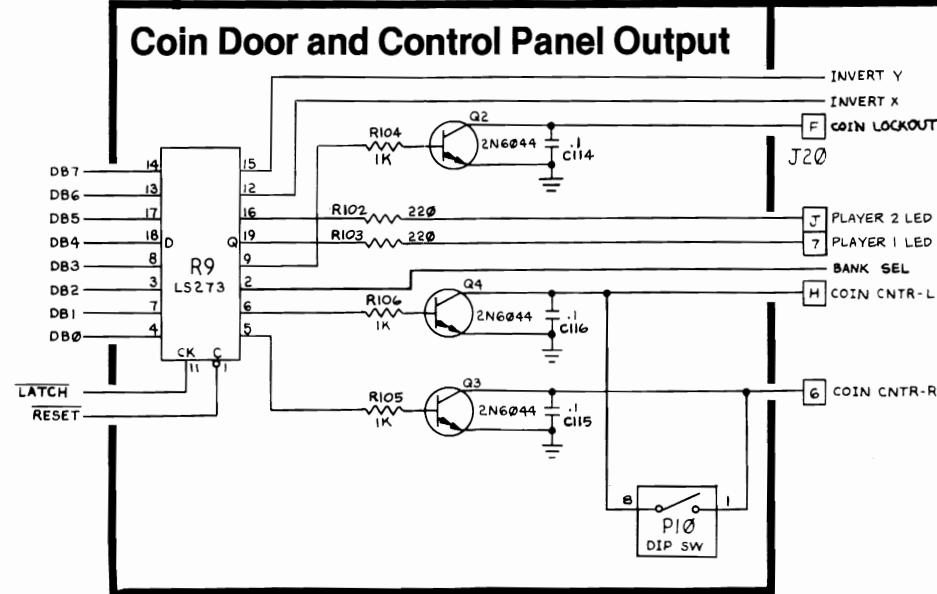 Coin Door and Control Panel Output
INVERT Y
INVERT X
Q2
F COIN LOCKOUT
R104
1K
2N6044
.1
C114
J20
DB7 14 15
DB6 13 12
DB5 17 16 R102 220 J PLAYER 2 LED
DB4 18 D Q 19 R103 220 7 PLAYER 1 LED
DB3 8 R9 9 BANK SEL
DB2 3 LS273 2
Q4
H COIN CNTR-L
DB1 7 6 R106
1K
2N6044
.1
C116
DBØ 4 5
CK C
11 1
LATCH
RESET
Q3
6 COIN CNTR-R
R105
1K
2N6044
.1
C115
8 1
P10
DIP SW